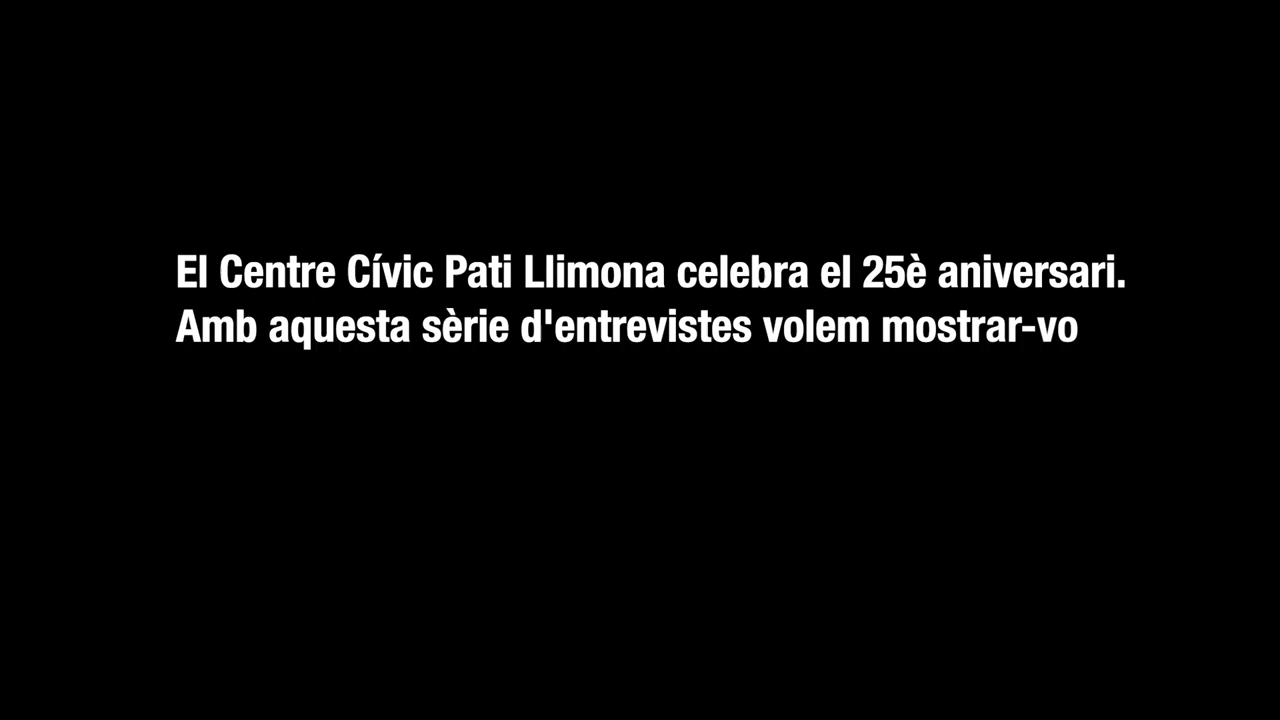 El Centre Cívic Pati Llimona celebra el 25è aniversari.
Amb aquesta sèrie d'entrevistes volem mostrar-vo